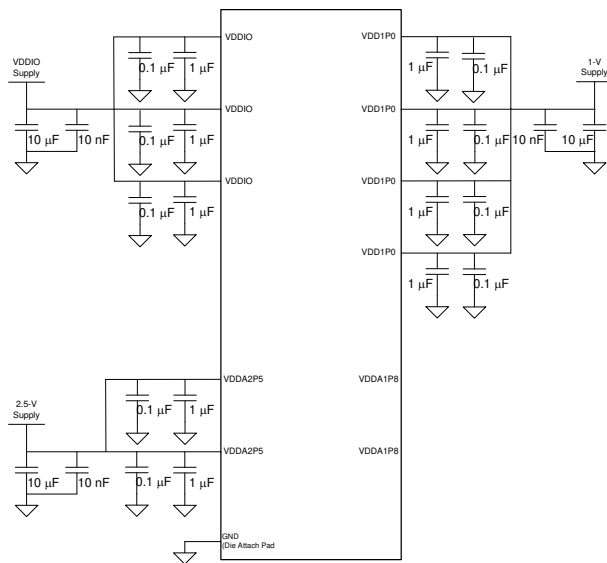 VDDIO
VDD1P0
0.1 µF
1 µF
1 µF
0.1 µF
VDDIO
Supply
1-V
Supply
VDDIO
VDD1P0
10 µF
10 nF
0.1 µF
1 µF
1 µF
0.1 µF
10 nF
10 µF
VDDIO
VDD1P0
0.1 µF
1 µF
1 µF
0.1 µF
VDD1P0
1 µF
0.1 µF
VDDA2P5
VDDA1P8
2.5-V
Supply
0.1 µF
1 µF
VDDA2P5
VDDA1P8
10 µF
10 nF
0.1 µF
1 µF
GND
(Die Attach Pad